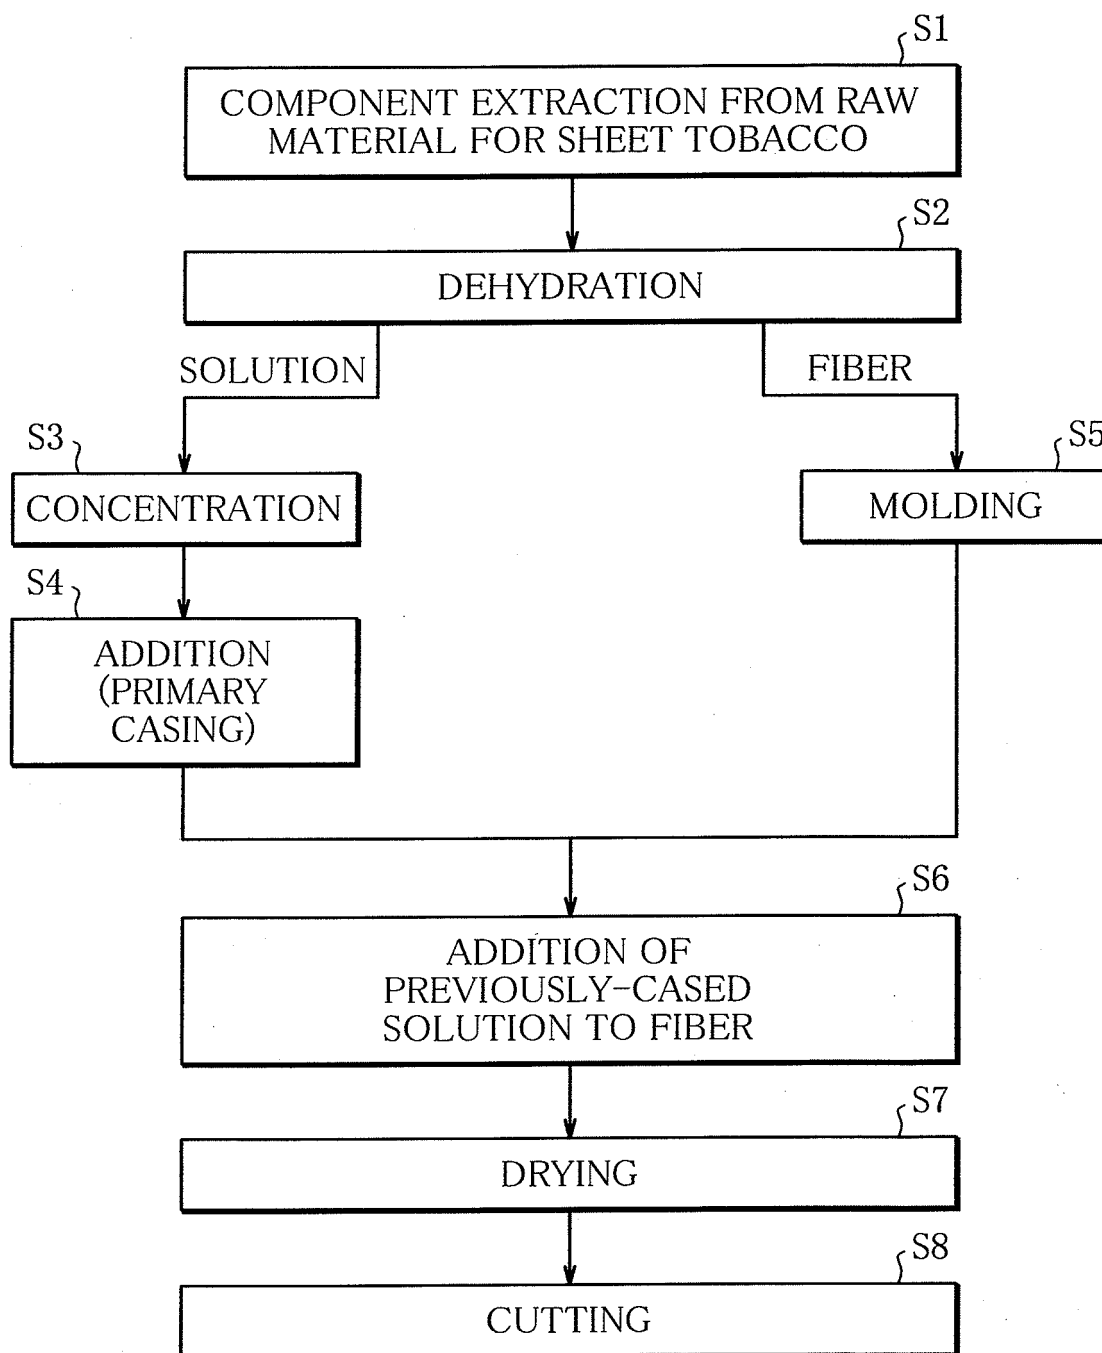 S1
COMPONENT EXTRACTION FROM RAW
MATERIAL FOR SHEET TOBACCO
S2
DEHYDRATION
SOLUTION
FIBER
S3
CONCENTRATION
S5
MOLDING
S4
ADDITION
(PRIMARY
CASING)
S6
ADDITION OF
PREVIOUSLY-CASED
SOLUTION TO FIBER
S7
DRYING
S8
CUTTING